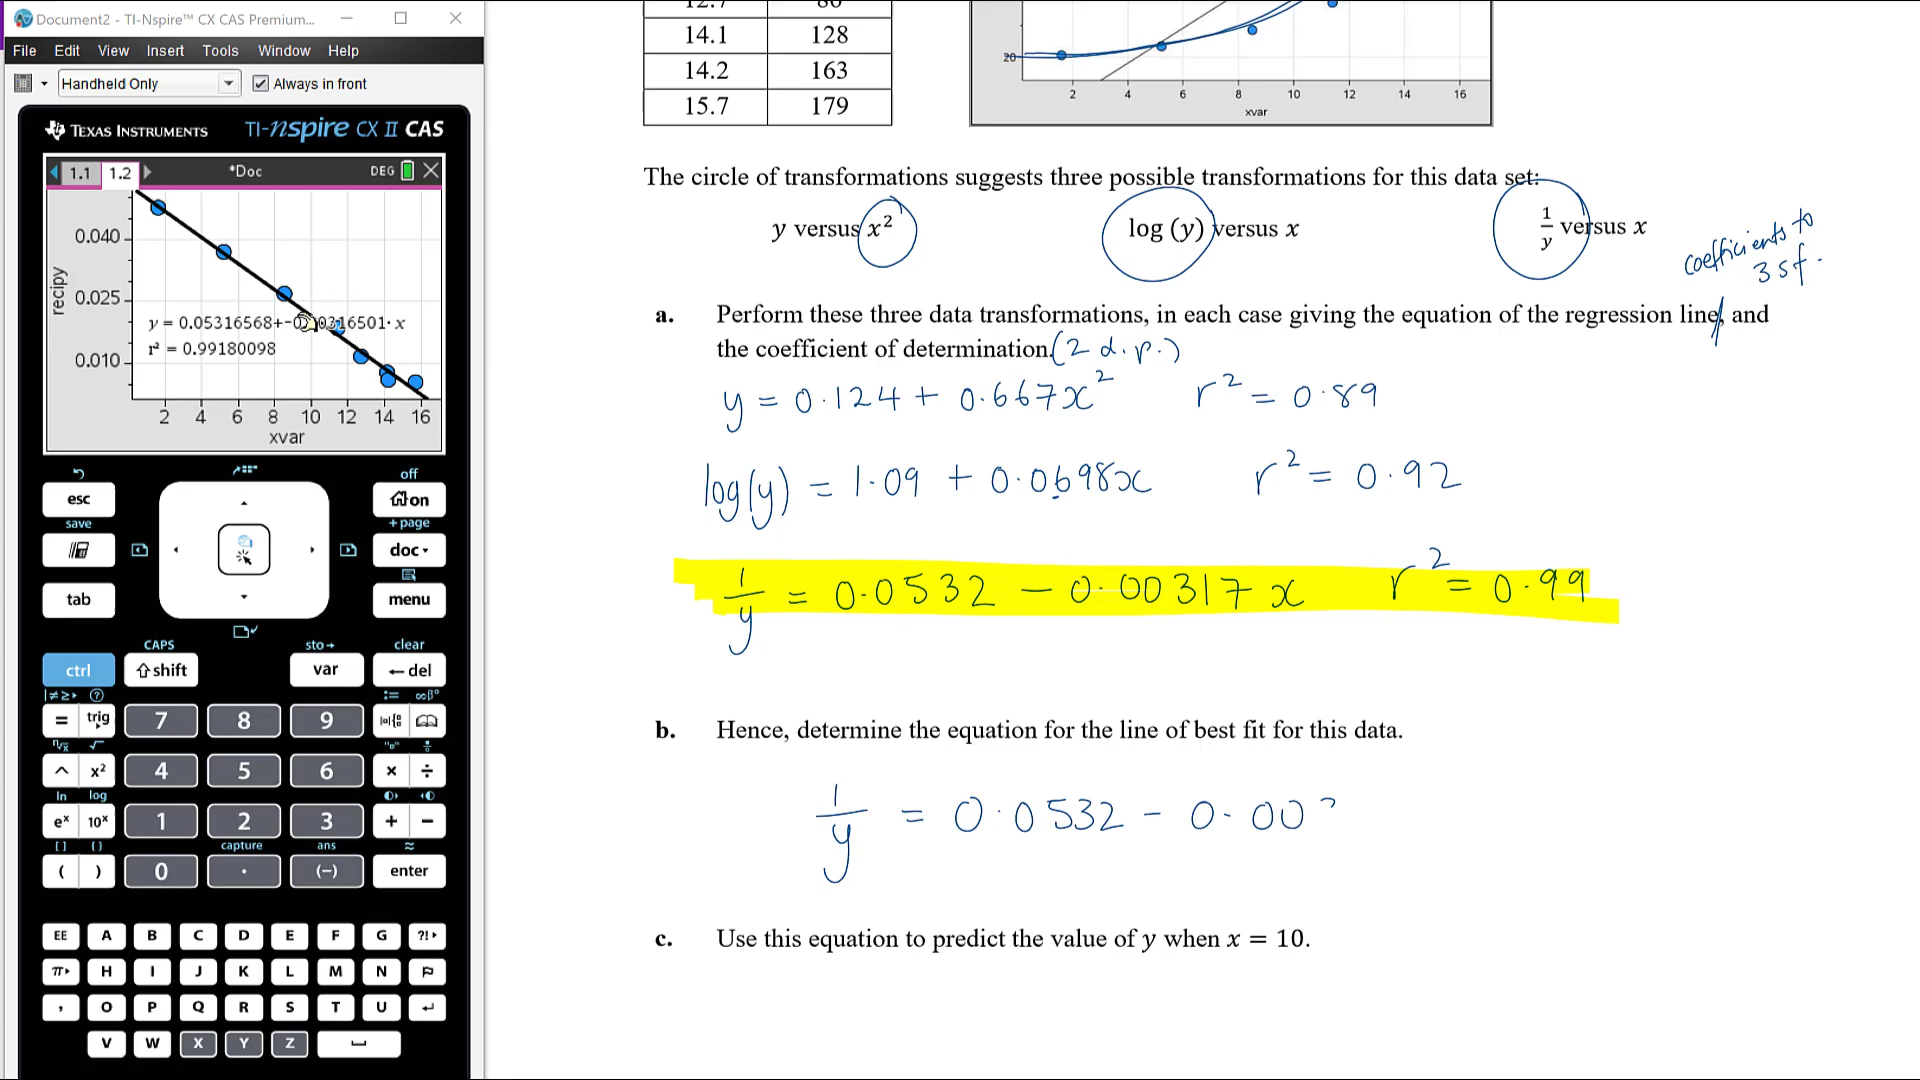 Document2 - TI-Nspire™ CX CAS Premium...
File Edit View Insert Tools Window Help
Handheld Only Always in front
TEXAS INSTRUMENTS TI-nspire CX II CAS
1.1 1.2 *Doc DEG
0.040
0.025
0.010
recipy
r² = 0.99180098
2 4 6 8 10 12 14 16
xvar
off
esc on
save + page
doc
tab menu
CAPS sto→ clear
ctrl shift var del
= trig 7 8 9
^ x² 4 5 6 × ÷
ln log
eˣ 10ˣ 1 2 3 + −
[ ] { } capture ans ≈
( ) 0 . (−) enter
EE A B C D E F G ?!
π H I J K L M N
, O P Q R S T U
V W X Y Z
14.1 128
14.2 163
15.7 179
20
2 4 6 8 10 12 14 16
xvar
The circle of transformations suggests three possible transformations for this data set:
y versus x² log (y) versus x 1/y versus x
coefficients to
3 sf.
a. Perform these three data transformations, in each case giving the equation of the regression line, and
the coefficient of determination. (2 d.p.)
y = 0.124 + 0.667x² r² = 0.89
log(y) = 1.09 + 0.0698x r² = 0.92
1/y = 0.0532 − 0.00317x r² = 0.99
b. Hence, determine the equation for the line of best fit for this data.
1/y = 0.0532 − 0.00
c. Use this equation to predict the value of y when x = 10.